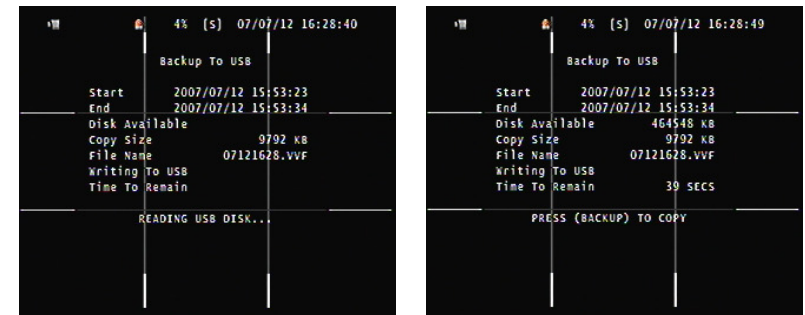 4% (S) 07/07/12 16:28:40
Backup To USB
Start 2007/07/12 15:53:23
End 2007/07/12 15:53:34
Disk Available
Copy Size 9792 KB
File Name 07121628.VVF
Writing To USB
Time To Remain
READING USB DISK...
4% (S) 07/07/12 16:28:49
Backup To USB
Start 2007/07/12 15:53:23
End 2007/07/12 15:53:34
Disk Available 464548 KB
Copy Size 9792 KB
File Name 07121628.VVF
Writing To USB
Time To Remain 39 SECS
PRESS (BACKUP) TO COPY